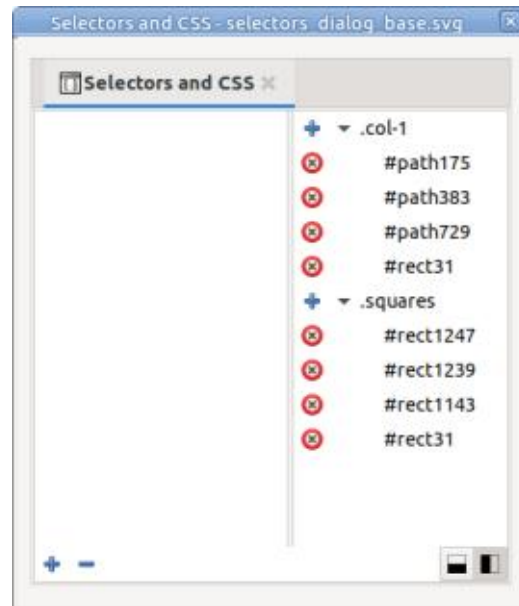 Selectors and CSS - selectors_dialog_base.svg
Selectors and CSS
.col-1
#path175
#path383
#path729
#rect31
.squares
#rect1247
#rect1239
#rect1143
#rect31